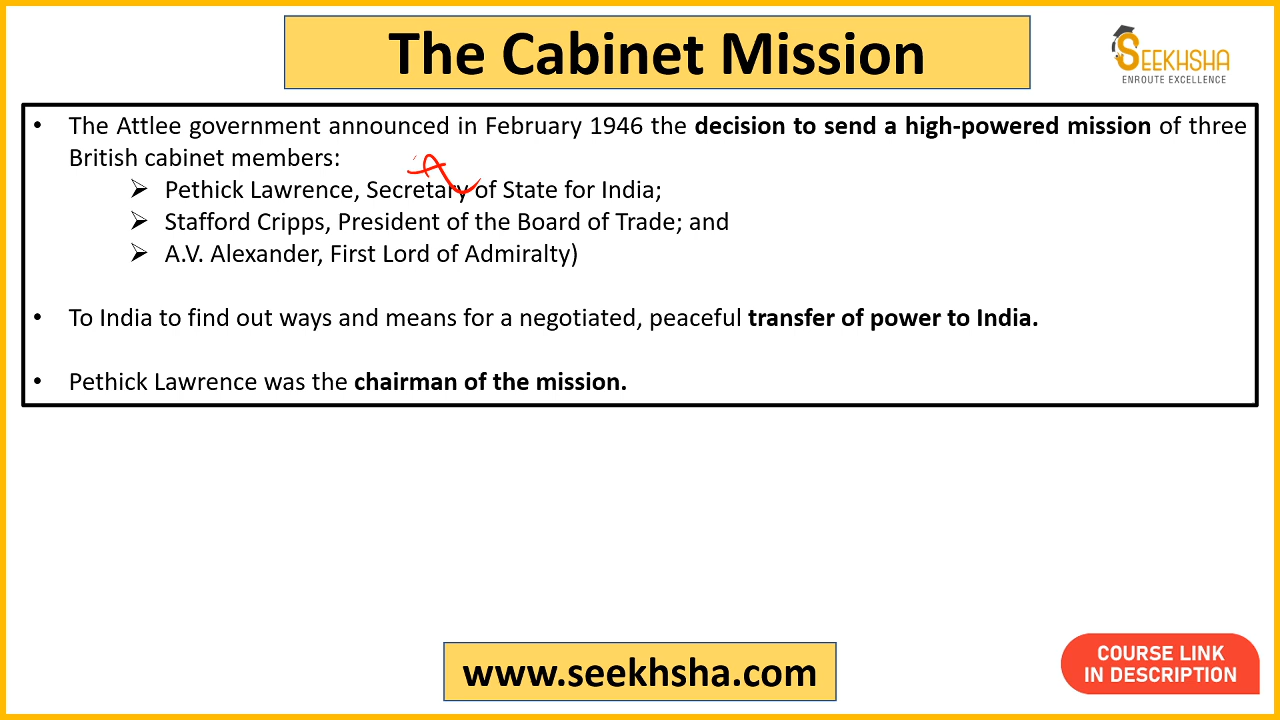 The Cabinet Mission
SEEKHSHA
ENROUTE EXCELLENCE
• The Attlee government announced in February 1946 the decision to send a high-powered mission of three
British cabinet members:
➢ Pethick Lawrence, Secretary of State for India;
➢ Stafford Cripps, President of the Board of Trade; and
➢ A.V. Alexander, First Lord of Admiralty)
• To India to find out ways and means for a negotiated, peaceful transfer of power to India.
• Pethick Lawrence was the chairman of the mission.
www.seekhsha.com
COURSE LINK
IN DESCRIPTION